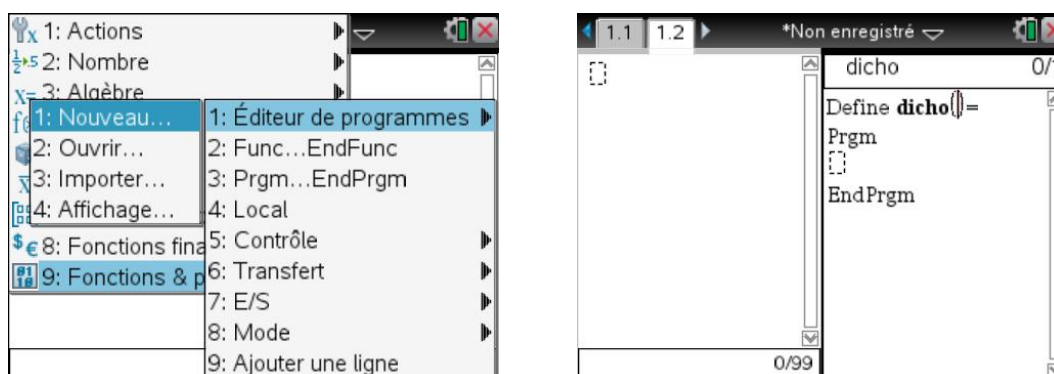 1: Actions
2: Nombre
3: Algèbre
1: Nouveau...
2: Ouvrir...
3: Importer...
4: Affichage...
8: Fonctions fina
9: Fonctions & p
1: Éditeur de programmes
2: Func...EndFunc
3: Prgm...EndPrgm
4: Local
5: Contrôle
6: Transfert
7: E/S
8: Mode
9: Ajouter une ligne
1.1 1.2 *Non enregistré
0/99
dicho
Define dicho()=
Prgm
EndPrgm